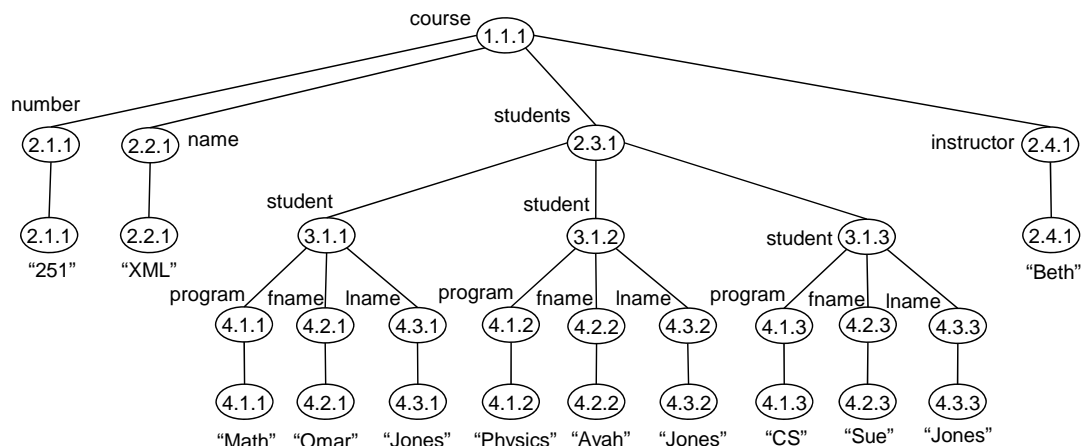 course
1.1.1
number
students
2.1.1 2.2.1 name 2.3.1 instructor 2.4.1
student student
2.1.1 2.2.1 3.1.1 3.1.2 student 3.1.3 2.4.1
“251” “XML” “Beth”
program fname lname program fname lname program fname lname
4.1.1 4.2.1 4.3.1 4.1.2 4.2.2 4.3.2 4.1.3 4.2.3 4.3.3
4.1.1 4.2.1 4.3.1 4.1.2 4.2.2 4.3.2 4.1.3 4.2.3 4.3.3
“Math” “Omar” “Jones” “Physics” “Ayah” “Jones” “CS” “Sue” “Jones”